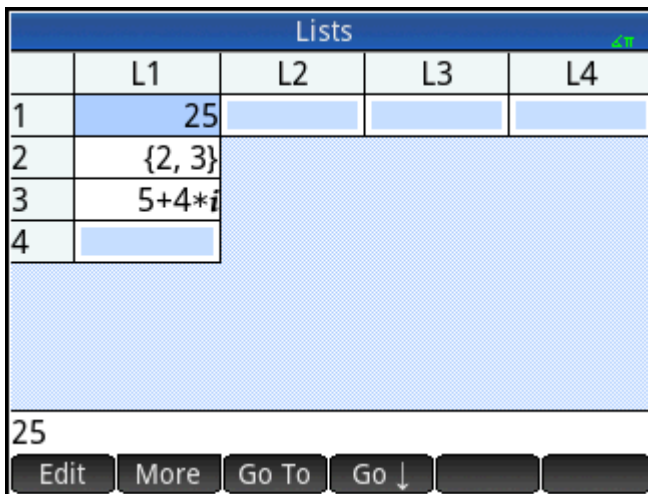 Lists
∡π
L1 L2 L3 L4
1 25
2 {2, 3}
3 5+4*i
4
25
Edit More Go To Go ↓